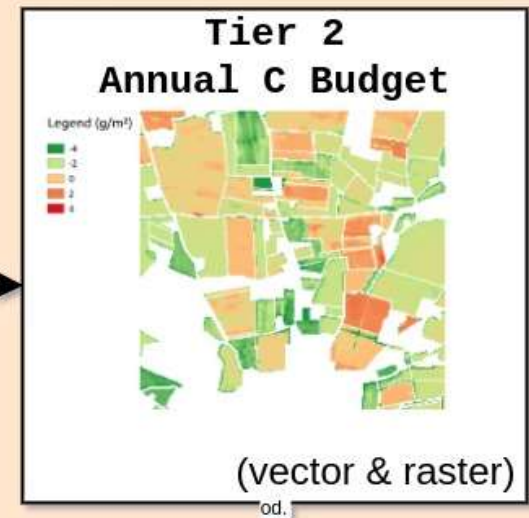 Tier 2
Annual C Budget
Legend (g/m²)
-4
-2
0
2
(vector & raster)
od.